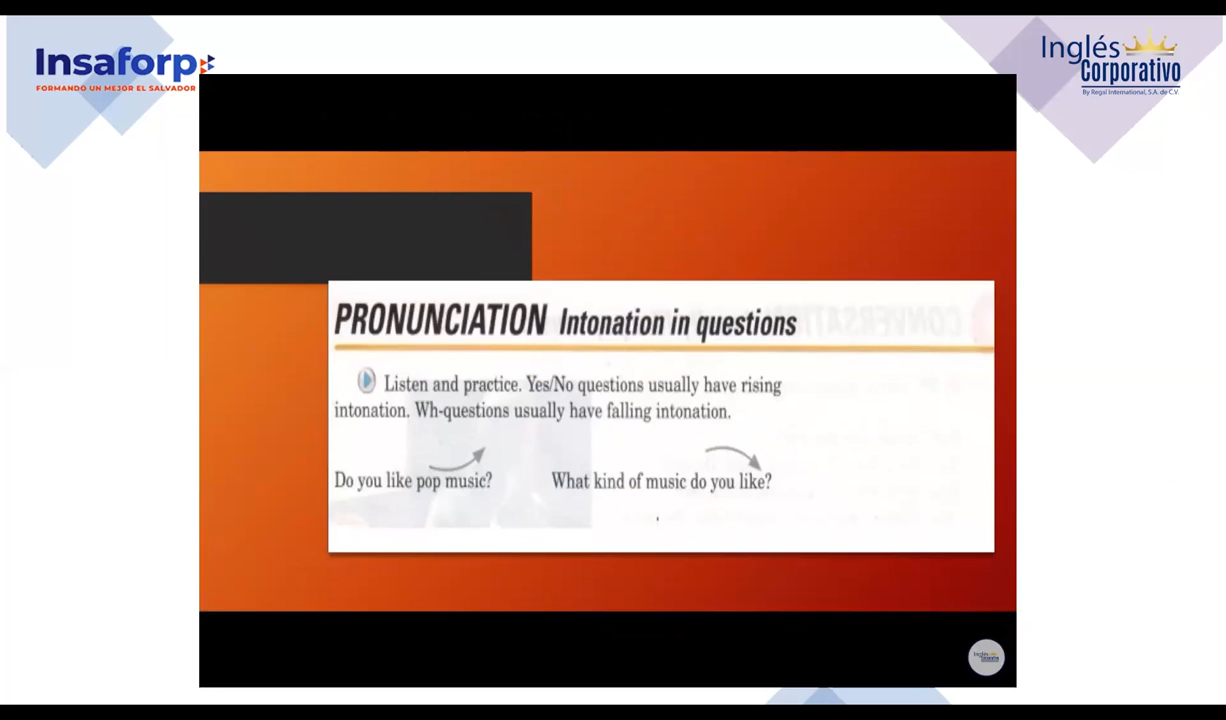 Insaforp
FORMANDO UN MEJOR EL SALVADOR
Inglés
Corporativo
By Regal International, S.A. de C.V.
PRONUNCIATION Intonation in questions
Listen and practice. Yes/No questions usually have rising
intonation. Wh-questions usually have falling intonation.
Do you like pop music? What kind of music do you like?
Inglés
Corporativo